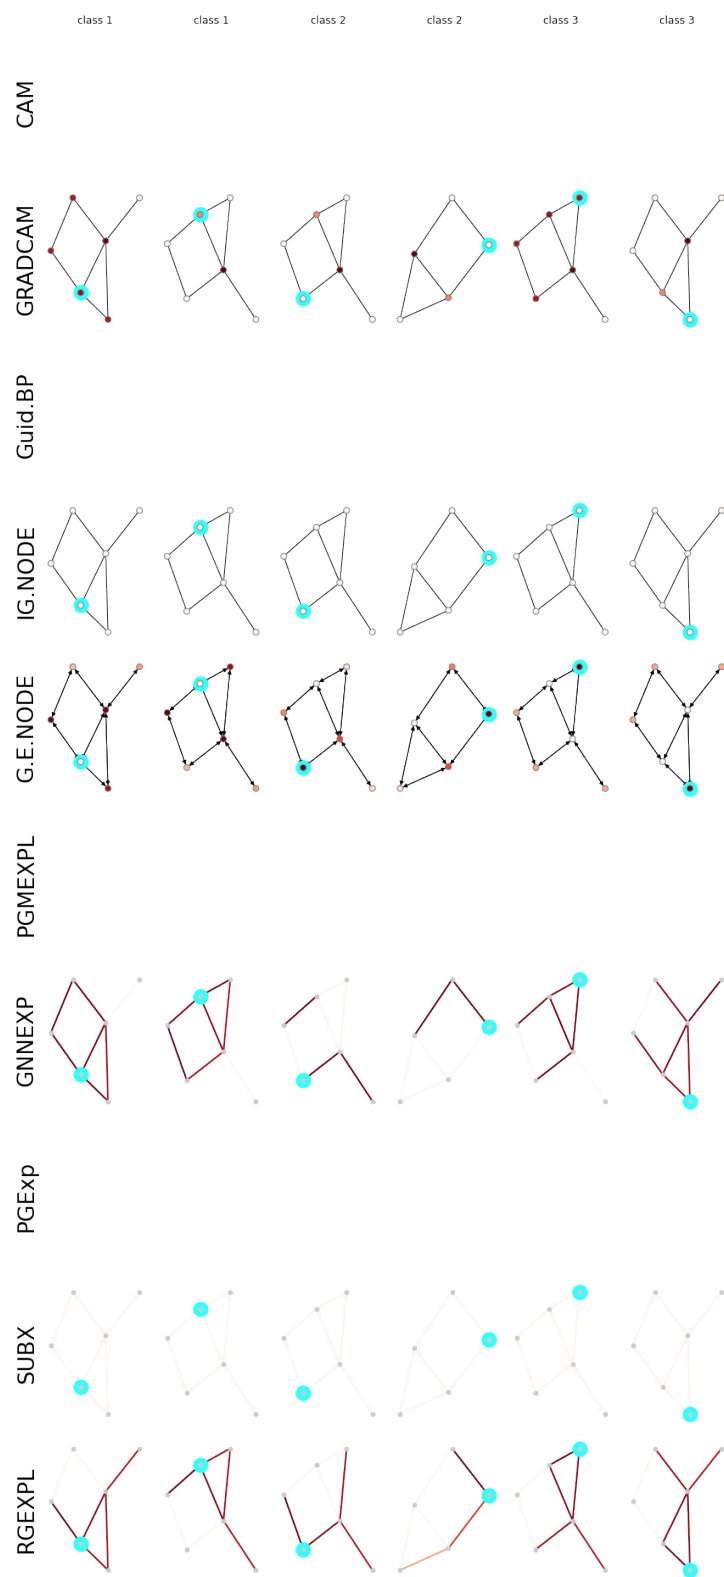 class 1 class 1 class 2 class 2 class 3 class 3
CAM
GRADCAM
Guid.BP
IG.NODE
G.E.NODE
PGMEXPL
GNNEXP
PGExp
SUBX
RGEXPL